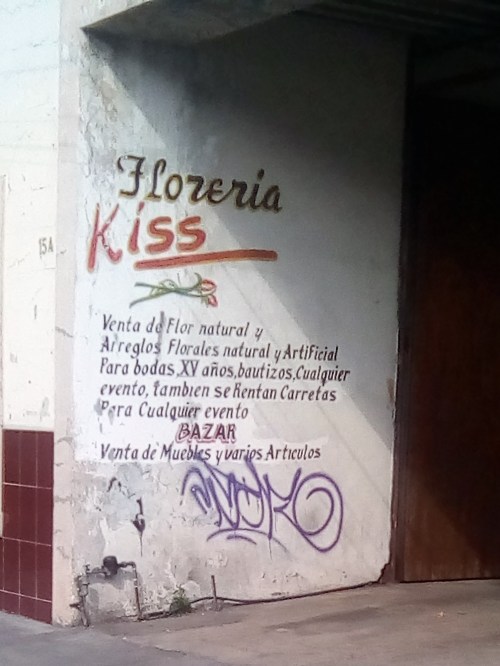 15A
Floreria
Kiss
Venta de Flor natural y
Arreglos Florales natural y Artificial
Para bodas, XV años, bautizos, Cualquier
evento, tambien se Rentan Carretas
Para Cualquier evento
BAZAR
Venta de Muebles y varios Articulos